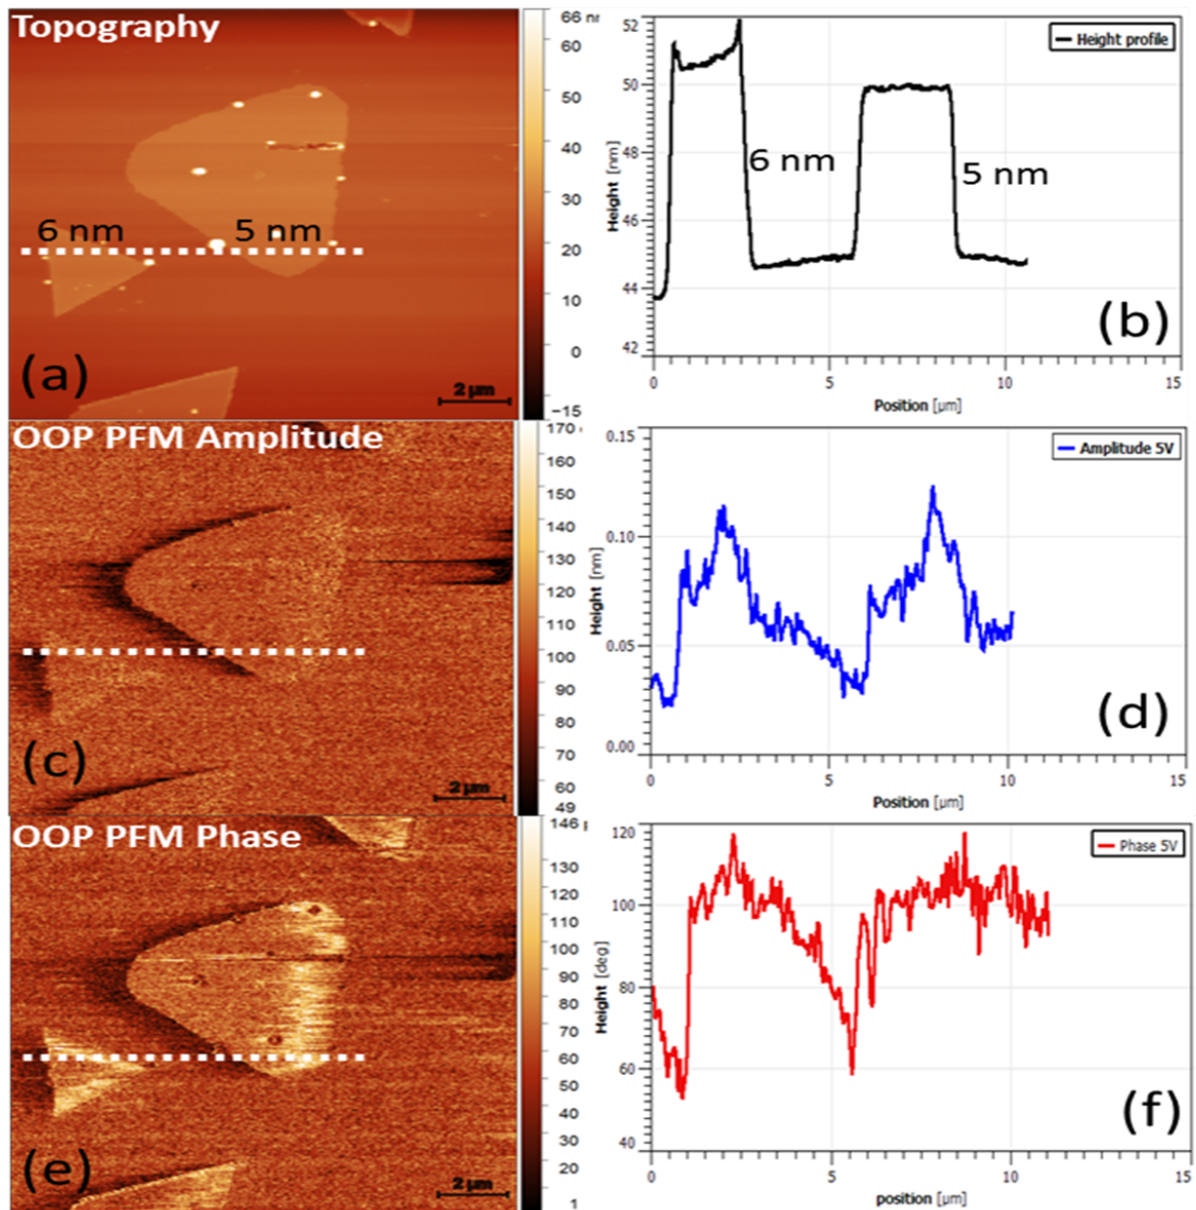 Topography
6 nm
5 nm
(a)
2 µm
66 nr
60
50
40
30
20
10
0
−15
Height profile
52
50
48
46
44
42
Height [nm]
6 nm
5 nm
(b)
0
5
10
15
Position [µm]
OOP PFM Amplitude
(c)
2 µm
170
160
150
140
130
120
110
100
90
80
70
60
49
Amplitude 5V
0.15
0.10
0.05
0.00
Height [nm]
(d)
0
5
10
15
Position [µm]
OOP PFM Phase
(e)
2 µm
146
130
120
110
100
90
80
70
60
50
40
30
20
1
Phase 5V
120
100
80
60
40
Height [deg]
(f)
0
5
10
15
position [µm]